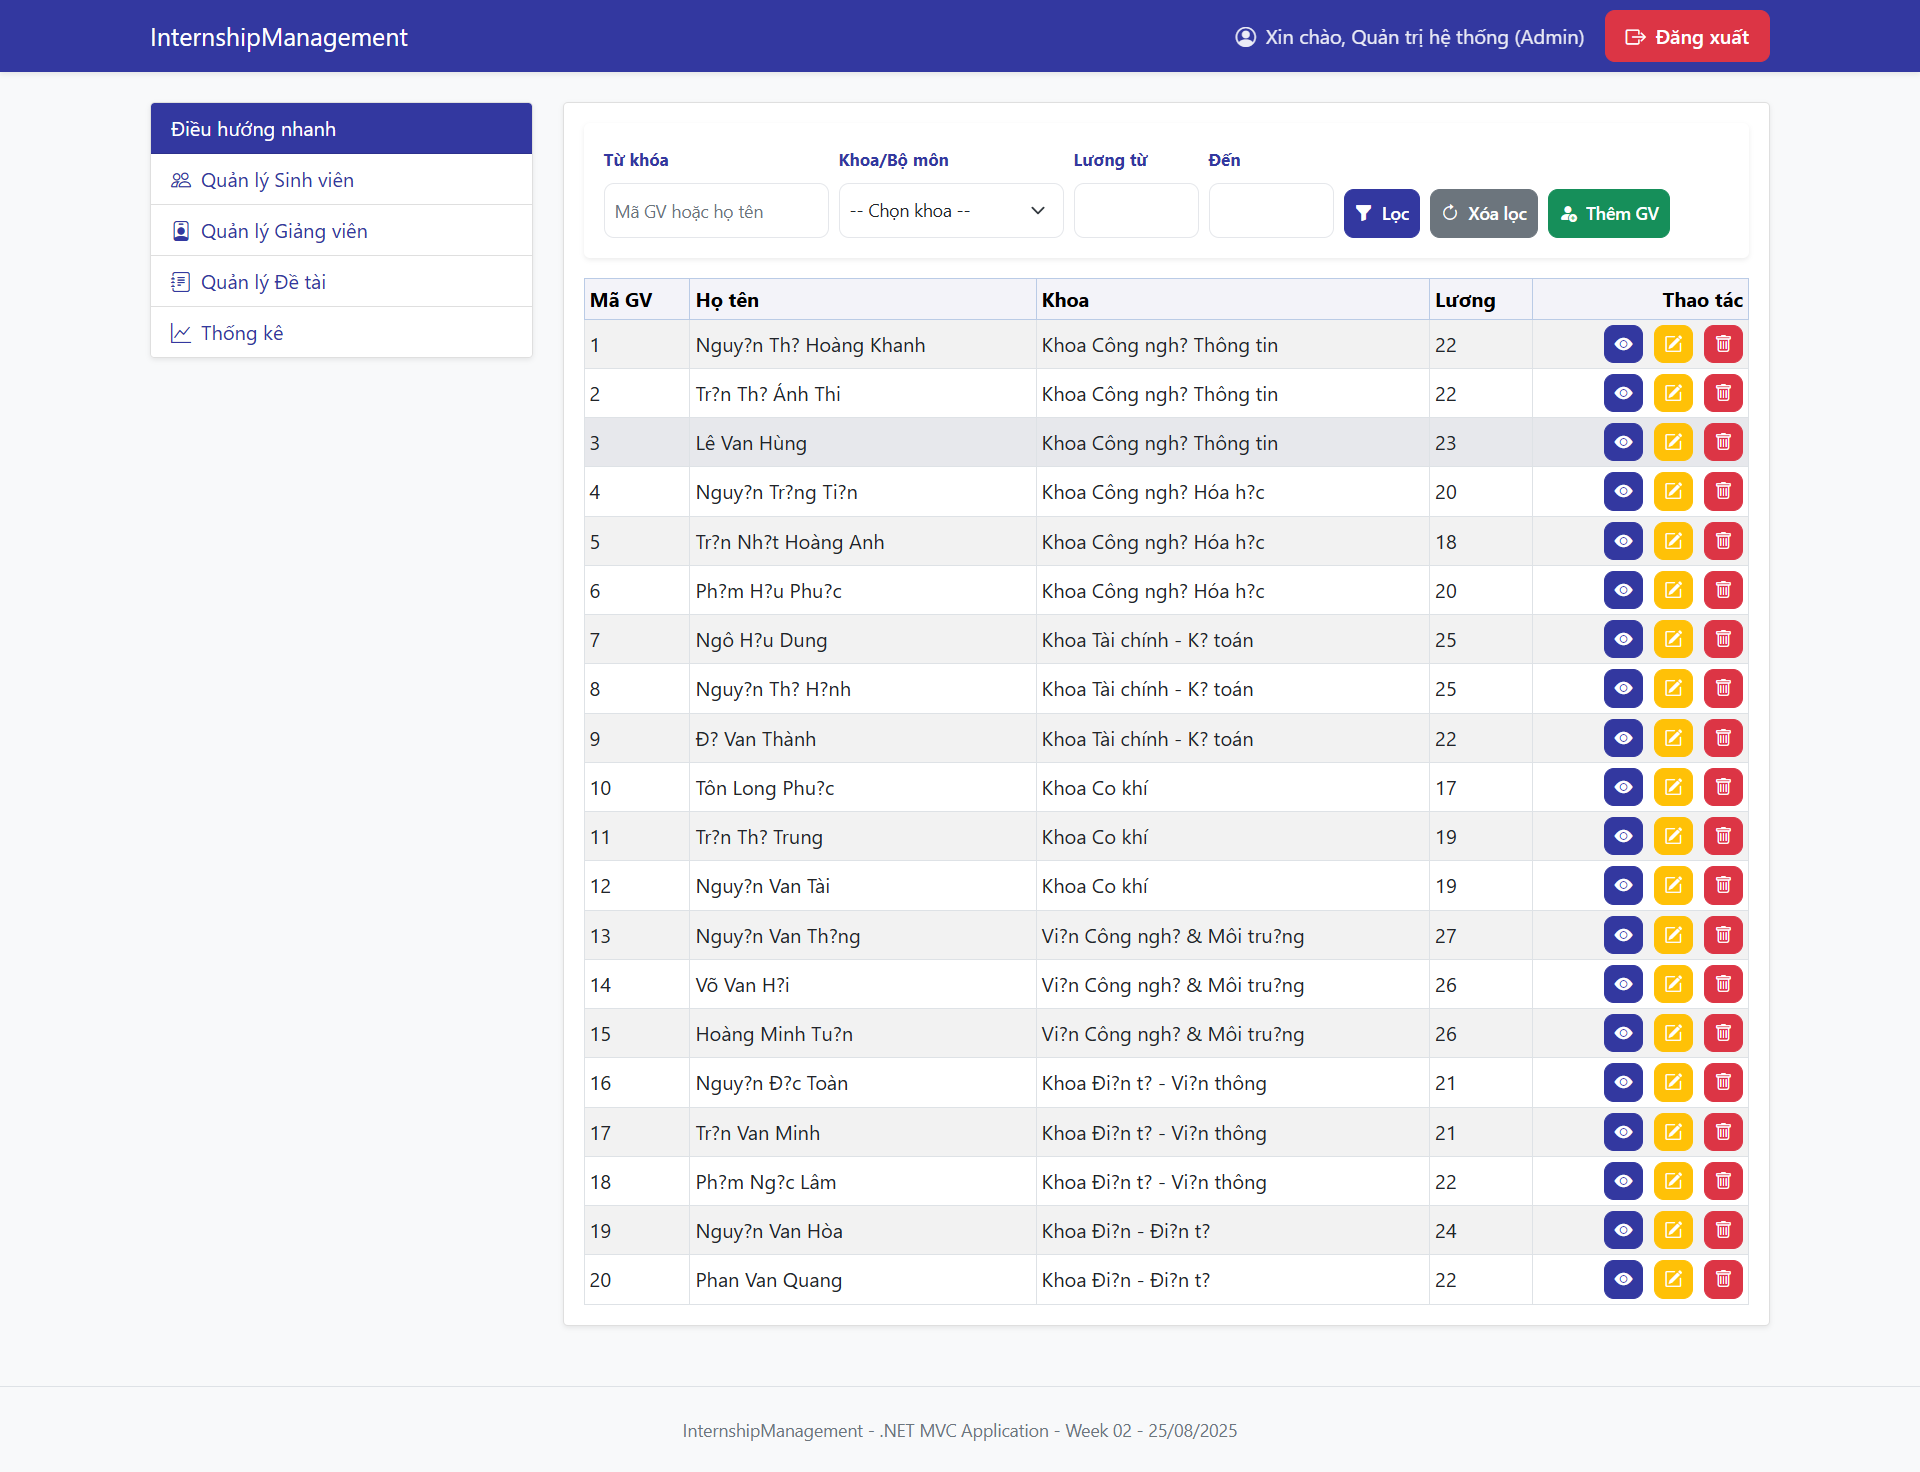 InternshipManagement
Xin chào, Quản trị hệ thống (Admin)
Đăng xuất
Điều hướng nhanh
Quản lý Sinh viên
Quản lý Giảng viên
Quản lý Đề tài
Thống kê
Từ khóa Khoa/Bộ môn Lương từ Đến
Mã GV hoặc họ tên -- Chọn khoa -- Lọc Xóa lọc Thêm GV
Mã GV Họ tên Khoa Lương Thao tác
1 Nguy?n Th? Hoàng Khanh Khoa Công ngh? Thông tin 22
2 Tr?n Th? Ánh Thi Khoa Công ngh? Thông tin 22
3 Lê Van Hùng Khoa Công ngh? Thông tin 23
4 Nguy?n Tr?ng Ti?n Khoa Công ngh? Hóa h?c 20
5 Tr?n Nh?t Hoàng Anh Khoa Công ngh? Hóa h?c 18
6 Ph?m H?u Phu?c Khoa Công ngh? Hóa h?c 20
7 Ngô H?u Dung Khoa Tài chính - K? toán 25
8 Nguy?n Th? H?nh Khoa Tài chính - K? toán 25
9 Đ? Van Thành Khoa Tài chính - K? toán 22
10 Tôn Long Phu?c Khoa Co khí 17
11 Tr?n Th? Trung Khoa Co khí 19
12 Nguy?n Van Tài Khoa Co khí 19
13 Nguy?n Van Th?ng Vi?n Công ngh? & Môi tru?ng 27
14 Võ Van H?i Vi?n Công ngh? & Môi tru?ng 26
15 Hoàng Minh Tu?n Vi?n Công ngh? & Môi tru?ng 26
16 Nguy?n Đ?c Toàn Khoa Đi?n t? - Vi?n thông 21
17 Tr?n Van Minh Khoa Đi?n t? - Vi?n thông 21
18 Ph?m Ng?c Lâm Khoa Đi?n t? - Vi?n thông 22
19 Nguy?n Van Hòa Khoa Đi?n - Đi?n t? 24
20 Phan Van Quang Khoa Đi?n - Đi?n t? 22
InternshipManagement - .NET MVC Application - Week 02 - 25/08/2025